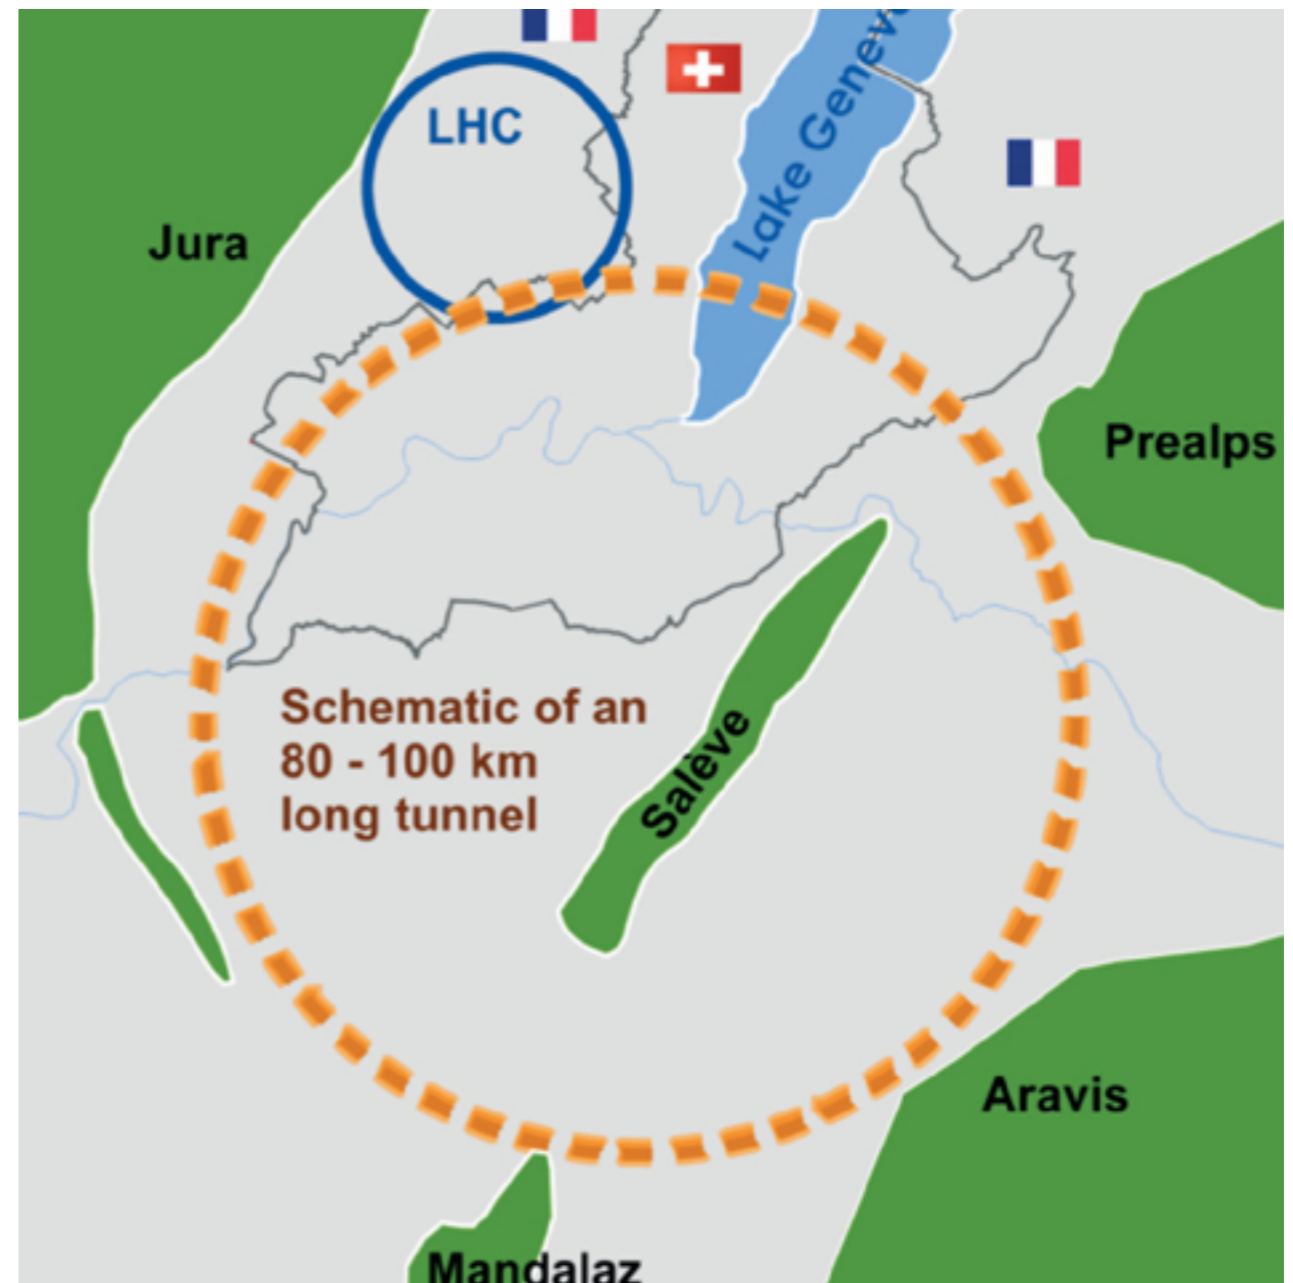 LHC
Lake Genev
Jura
Prealps
Schematic of an
80 - 100 km
long tunnel
Salève
Aravis
Mandalaz